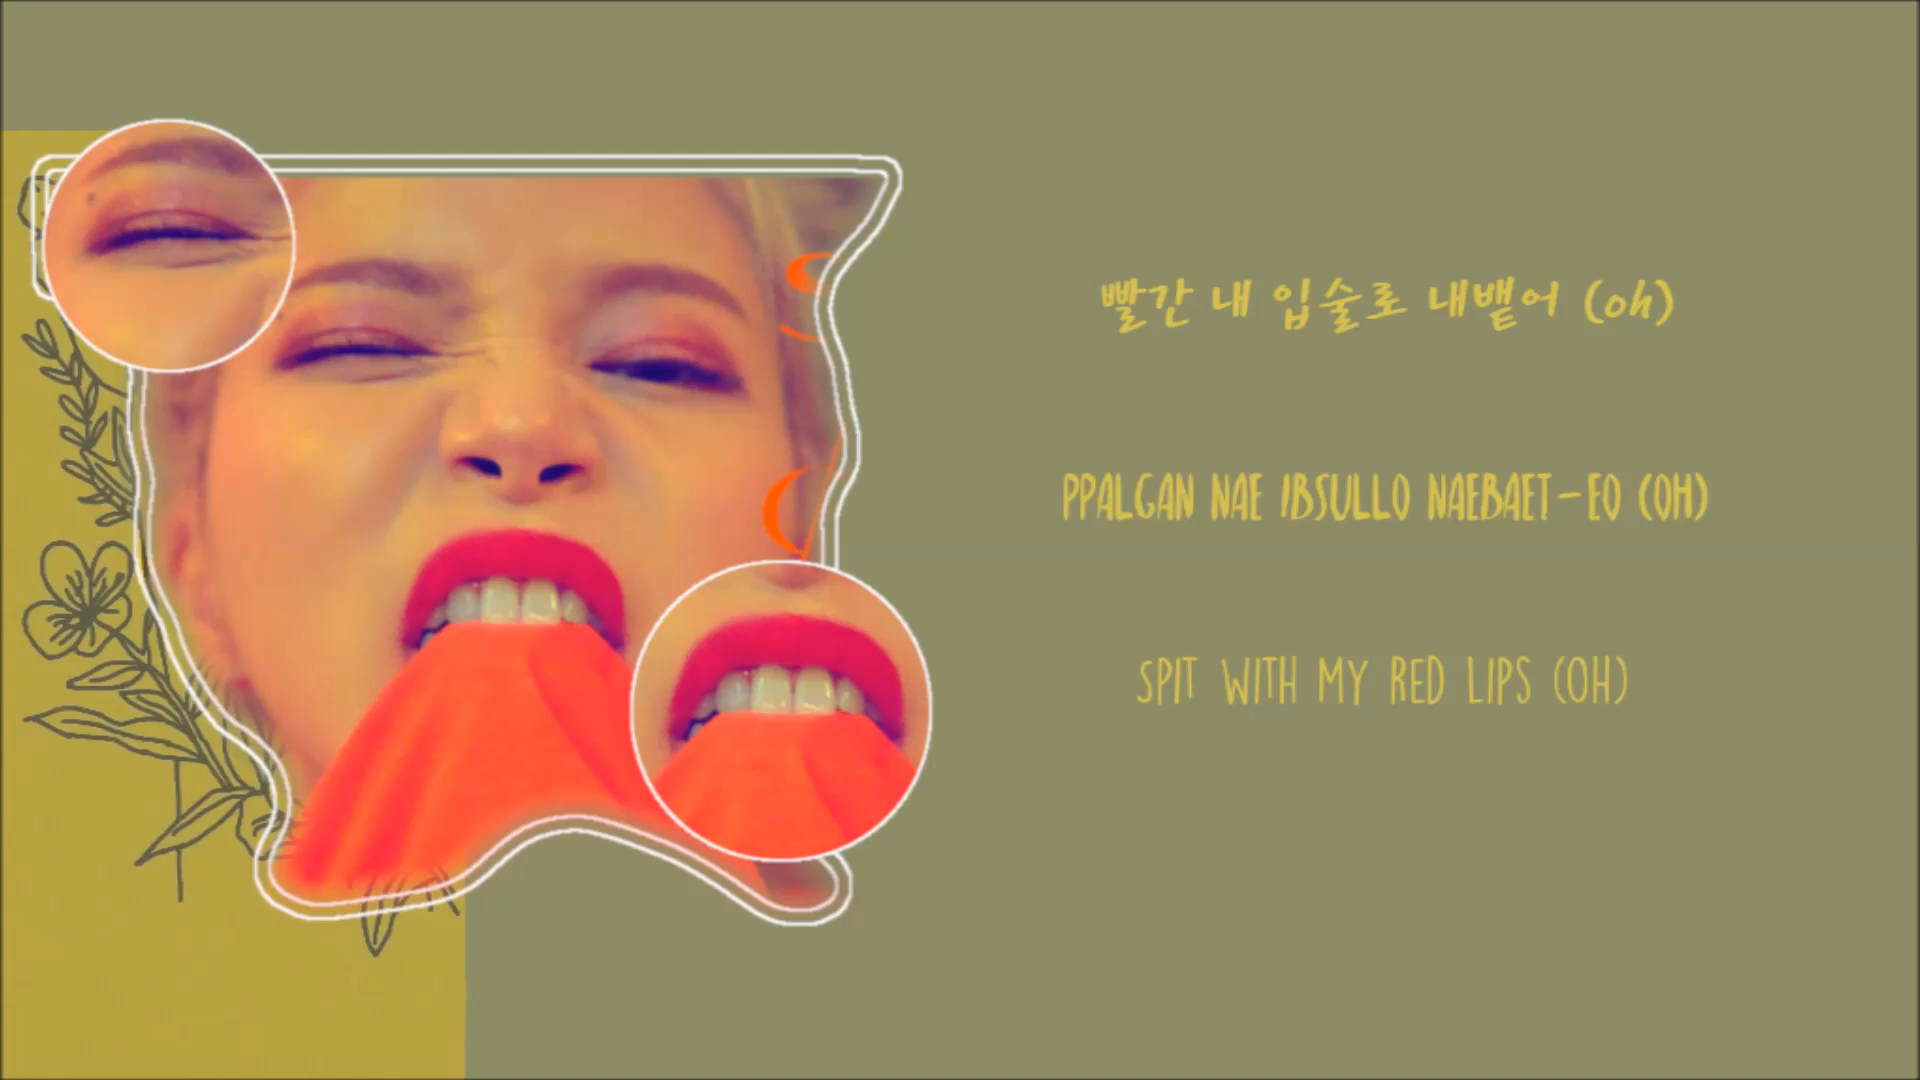 빨간 내 입술로 내뱉어 (oh)
PPALGAN NAE IBSULLO NAEBAET-EO (OH)
SPIT WITH MY RED LIPS (OH)